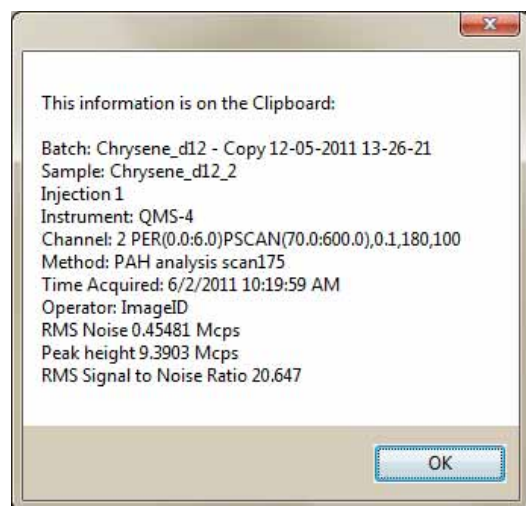 This information is on the Clipboard:
Batch: Chrysene_d12 - Copy 12-05-2011 13-26-21
Sample: Chrysene_d12_2
Injection 1
Instrument: QMS-4
Channel: 2 PER(0.0:6.0)PSCAN(70.0:600.0),0.1,180,100
Method: PAH analysis scan175
Time Acquired: 6/2/2011 10:19:59 AM
Operator: ImageID
RMS Noise 0.45481 Mcps
Peak height 9.3903 Mcps
RMS Signal to Noise Ratio 20.647
OK